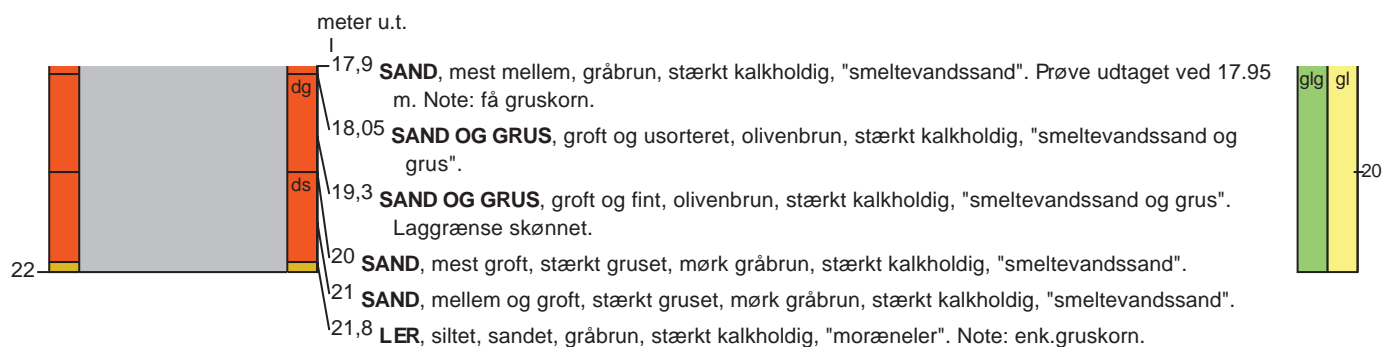 meter u.t.
17,9 SAND, mest mellem, gråbrun, stærkt kalkholdig, "smeltevandssand". Prøve udtaget ved 17.95
m. Note: få gruskorn.
dg
glg gl
18,05 SAND OG GRUS, groft og usorteret, olivenbrun, stærkt kalkholdig, "smeltevandssand og
grus".
20
ds
19,3 SAND OG GRUS, groft og fint, olivenbrun, stærkt kalkholdig, "smeltevandssand og grus".
Laggrænse skønnet.
20 SAND, mest groft, stærkt gruset, mørk gråbrun, stærkt kalkholdig, "smeltevandssand".
22
21 SAND, mellem og groft, stærkt gruset, mørk gråbrun, stærkt kalkholdig, "smeltevandssand".
21,8 LER, siltet, sandet, gråbrun, stærkt kalkholdig, "moræneler". Note: enk.gruskorn.